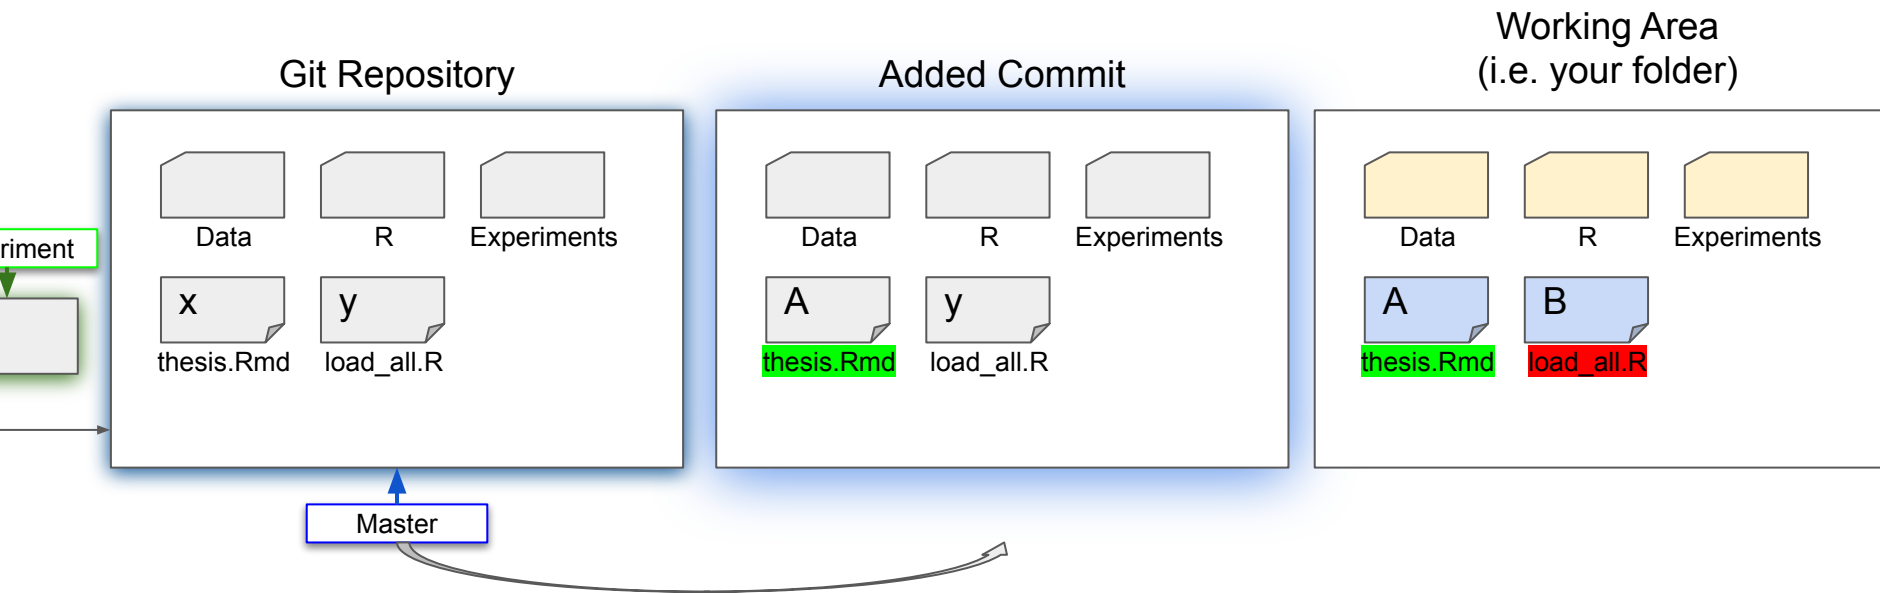 Git Repository
Added Commit
Working Area
(i.e. your folder)
Data
R
Experiments
x
y
thesis.Rmd
load_all.R
Data
R
Experiments
A
y
thesis.Rmd
load_all.R
Data
R
Experiments
A
B
thesis.Rmd
load_all.R
riment
Master